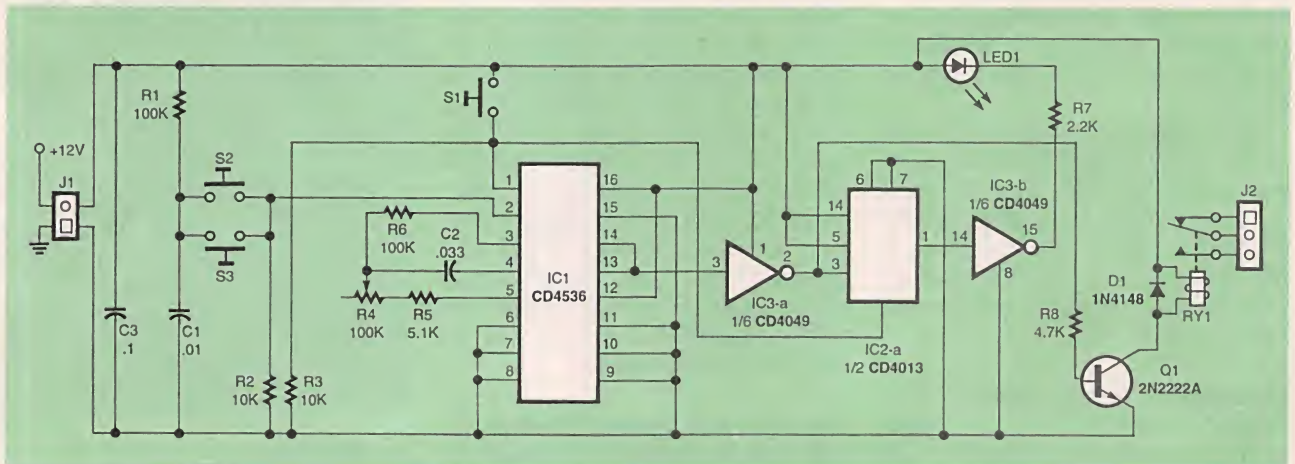 +12V
J1
C3
.1
R1
100K
C1
.01
S2
S3
R2
10K
R3
10K
S1
R6
100K
C2
.033
R4
100K
R5
5.1K
1
2
3
4
5
6
7
8
IC1
CD4536
16
15
14
13
12
11
10
9
3
1
2
IC3-a
1/6 CD4049
6
7
14
5
3
1
IC2-a
1/2 CD4013
IC3-b
1/6 CD4049
14
15
8
LED1
R7
2.2K
R8
4.7K
D1
1N4148
RY1
J2
Q1
2N2222A